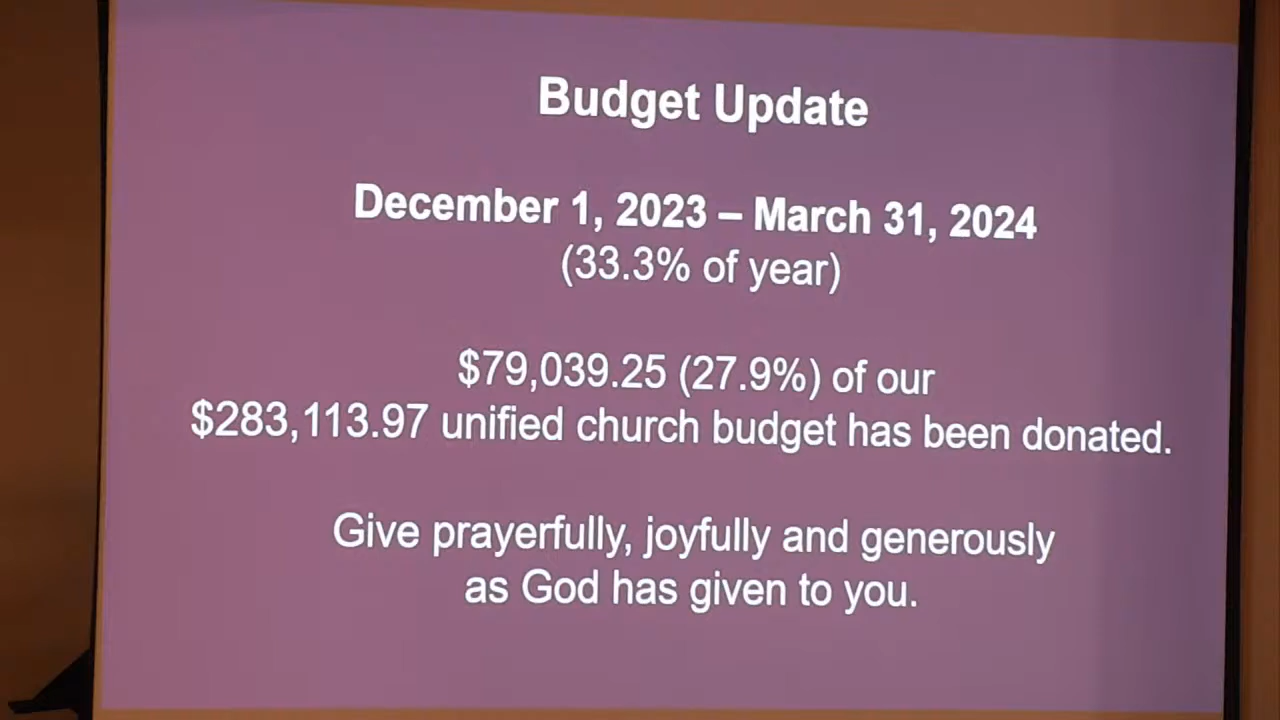 Budget Update
December 1, 2023 – March 31, 2024
(33.3% of year)
$79,039.25 (27.9%) of our
$283,113.97 unified church budget has been donated.
Give prayerfully, joyfully and generously
as God has given to you.